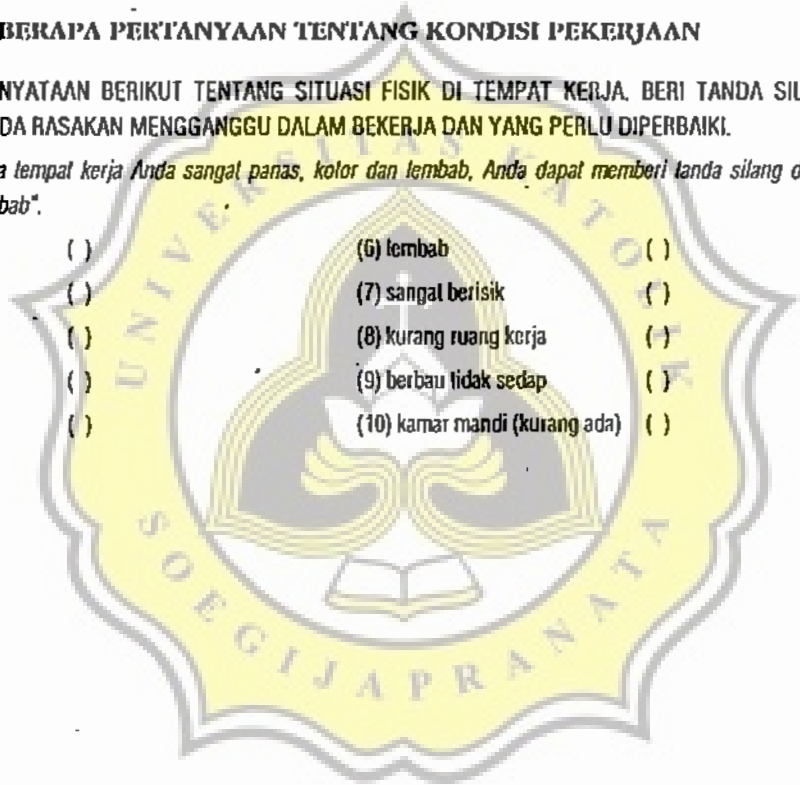 BERAPA PERTANYAAN TENTANG KONDISI PEKERJAAN
NYATAAN BERIKUT TENTANG SITUASI FISIK DI TEMPAT KERJA. BERI TANDA SIL
DA RASAKAN MENGGANGGU DALAM BEKERJA DAN YANG PERLU DIPERBAIKI.
a tempat kerja Anda sangat panas, kotor dan lembab, Anda dapat memberi tanda silang d
bab".
( ) (6) lembab ( )
( ) (7) sangat berisik ( )
( ) (8) kurang ruang kerja ( )
( ) (9) berbau tidak sedap ( )
( ) (10) kamar mandi (kurang ada) ( )
UNIVERSITAS KATOLIK
SOEGIJAPRANATA